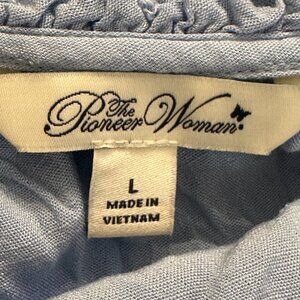 The
Pioneer Woman®
L
MADE IN
VIETNAM